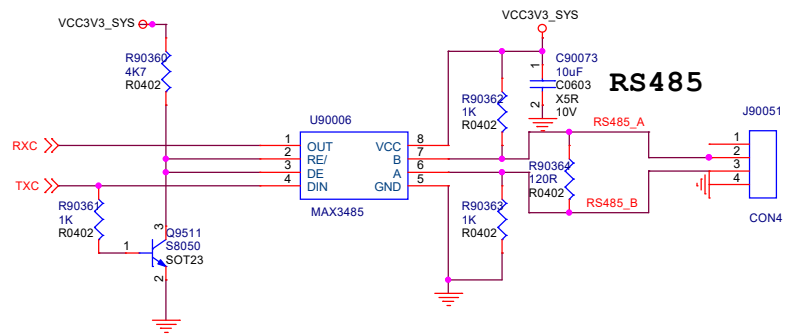 VCC3V3_SYS
VCC3V3_SYS
R90360
4K7
R0402
1
2
C90073
10uF
C0603
X5R
10V
RS485
U90006
R90362
1K
R0402
J90051
RXC
1
OUT
VCC
8
RS485_A
1
2
RE/
B
7
2
3
DE
A
6
R90364
120R
R0402
3
TXC
4
DIN
GND
5
4
R90361
1K
R0402
MAX3485
R90363
1K
R0402
RS485_B
CON4
3
Q9511
S8050
SOT23
1
2